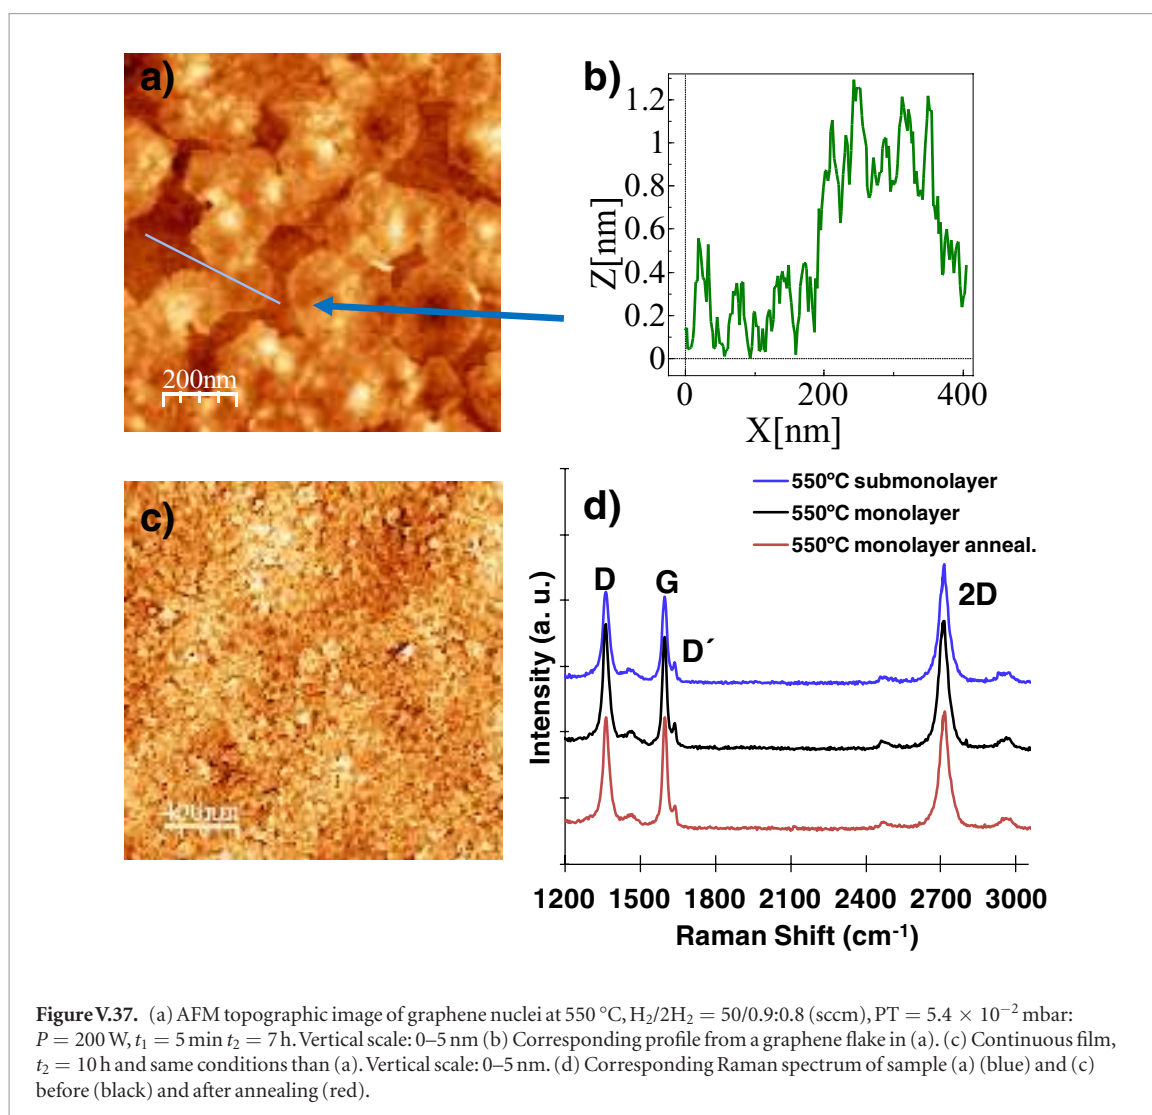 a)
200nm
b)
Z[nm]
1.2
1
0.8
0.6
0.4
0.2
0
0 200 400
X[nm]
c)
d)
550ºC submonolayer
550ºC monolayer
550ºC monolayer anneal.
D
G
D´
2D
Intensity (a. u.)
1200 1500 1800 2100 2400 2700 3000
Raman Shift (cm⁻¹)
Figure V.37. (a) AFM topographic image of graphene nuclei at 550 °C, H₂/2H₂ = 50/0.9:0.8 (sccm), PT = 5.4 × 10⁻² mbar:
P = 200 W, t₁ = 5 min t₂ = 7 h. Vertical scale: 0–5 nm (b) Corresponding profile from a graphene flake in (a). (c) Continuous film,
t₂ = 10 h and same conditions than (a). Vertical scale: 0–5 nm. (d) Corresponding Raman spectrum of sample (a) (blue) and (c)
before (black) and after annealing (red).